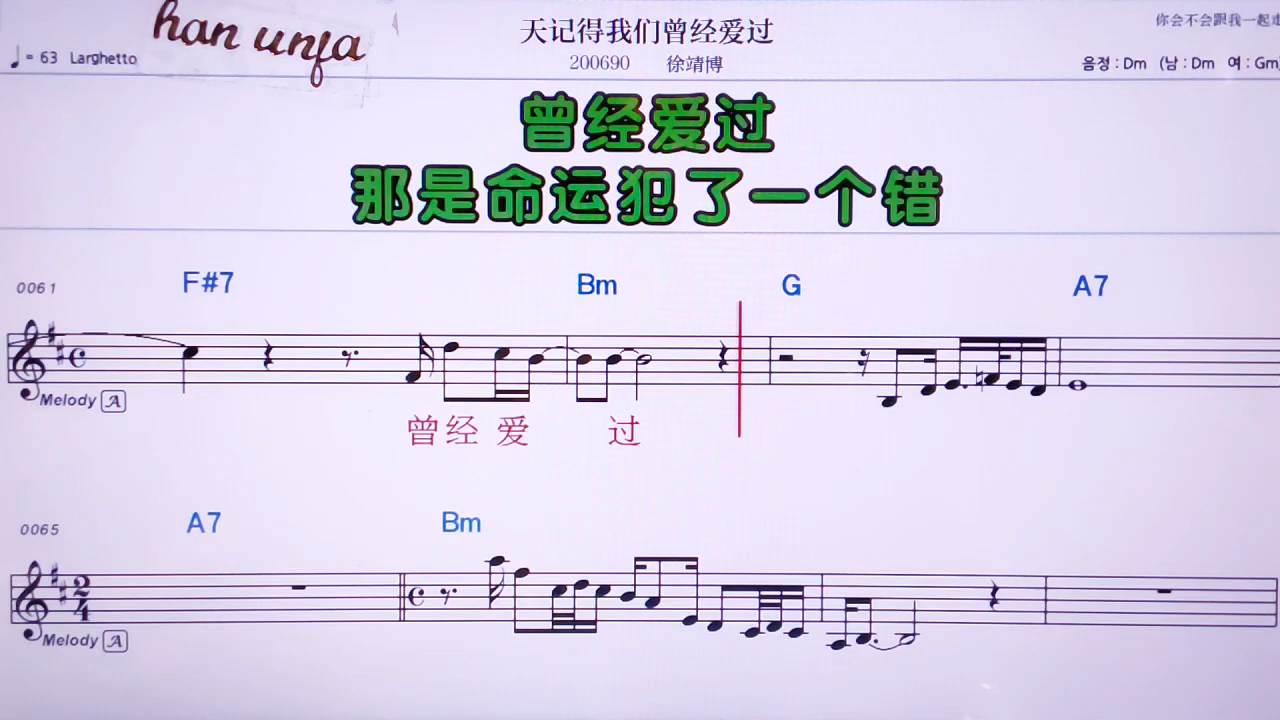 han unja
天记得我们曾经爱过
你会不会跟我一起
♩= 63 Larghetto
200690 徐靖博
음정 : Dm (남 : Dm 여 : Gm
曾经爱过
那是命运犯了一个错
0061 F#7 Bm G A7
Melody A
曾经爱 过
0065 A7 Bm
2/4
Melody A